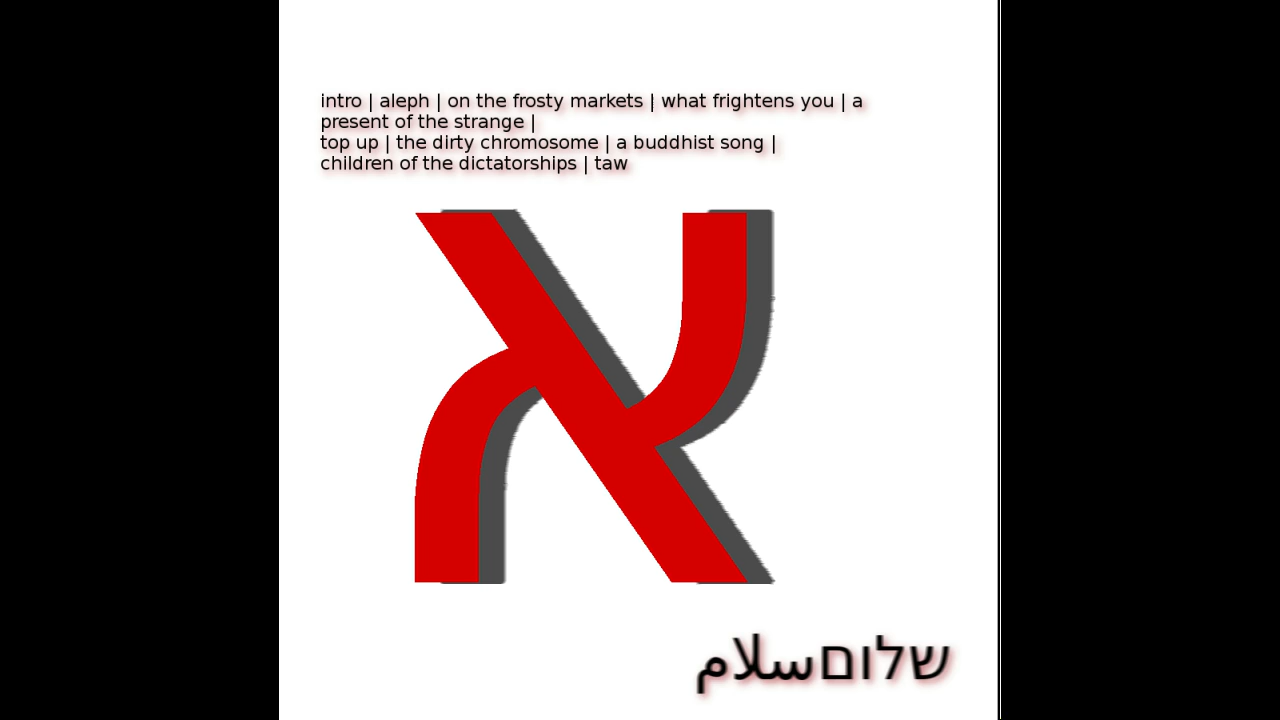 intro | aleph | on the frosty markets | what frightens you | a
present of the strange |
top up | the dirty chromosome | a buddhist song |
children of the dictatorships | taw
א
שלוםسلام